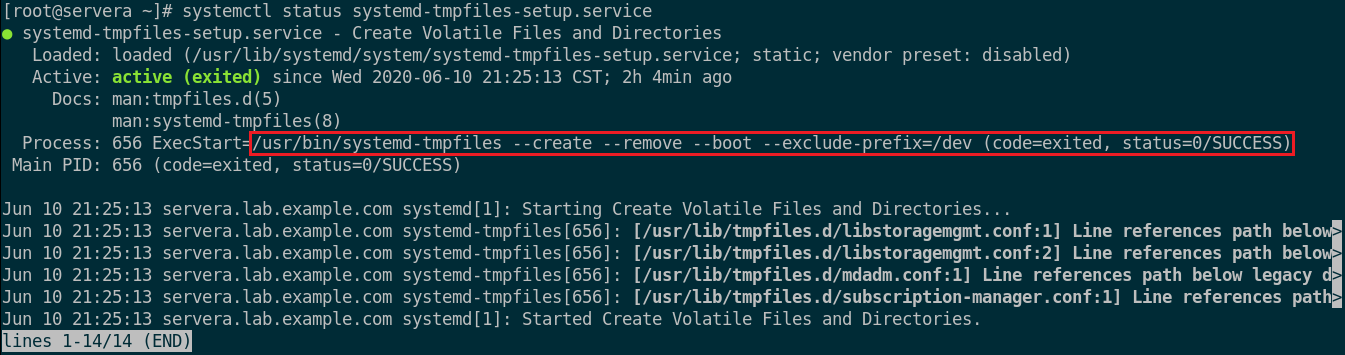 [root@servera ~]# systemctl status systemd-tmpfiles-setup.service
● systemd-tmpfiles-setup.service - Create Volatile Files and Directories
   Loaded: loaded (/usr/lib/systemd/system/systemd-tmpfiles-setup.service; static; vendor preset: disabled)
   Active: active (exited) since Wed 2020-06-10 21:25:13 CST; 2h 4min ago
     Docs: man:tmpfiles.d(5)
           man:systemd-tmpfiles(8)
  Process: 656 ExecStart=/usr/bin/systemd-tmpfiles --create --remove --boot --exclude-prefix=/dev (code=exited, status=0/SUCCESS)
 Main PID: 656 (code=exited, status=0/SUCCESS)

Jun 10 21:25:13 servera.lab.example.com systemd[1]: Starting Create Volatile Files and Directories...
Jun 10 21:25:13 servera.lab.example.com systemd-tmpfiles[656]: [/usr/lib/tmpfiles.d/libstoragemgmt.conf:1] Line references path below>
Jun 10 21:25:13 servera.lab.example.com systemd-tmpfiles[656]: [/usr/lib/tmpfiles.d/libstoragemgmt.conf:2] Line references path below>
Jun 10 21:25:13 servera.lab.example.com systemd-tmpfiles[656]: [/usr/lib/tmpfiles.d/mdadm.conf:1] Line references path below legacy d>
Jun 10 21:25:13 servera.lab.example.com systemd-tmpfiles[656]: [/usr/lib/tmpfiles.d/subscription-manager.conf:1] Line references path>
Jun 10 21:25:13 servera.lab.example.com systemd[1]: Started Create Volatile Files and Directories.
lines 1-14/14 (END)